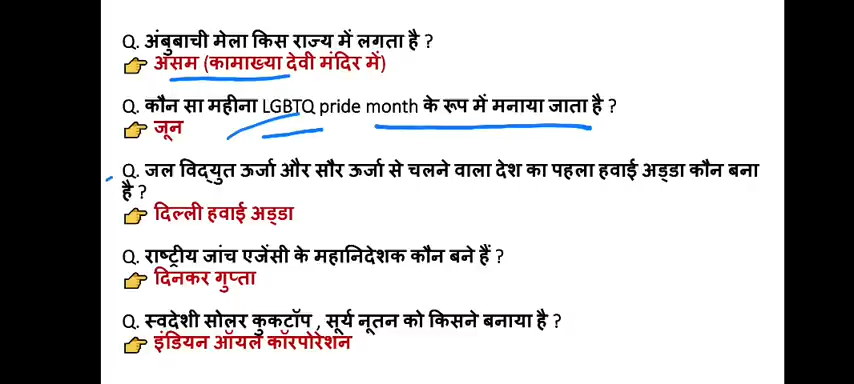 Q. अंबुबाची मेला किस राज्य में लगता है ?
👉 असम (कामाख्या देवी मंदिर में)
Q. कौन सा महीना LGBTQ pride month के रूप में मनाया जाता है ?
👉 जून
Q. जल विद्युत ऊर्जा और सौर ऊर्जा से चलने वाला देश का पहला हवाई अड्डा कौन बना
है ?
👉 दिल्ली हवाई अड्डा
Q. राष्ट्रीय जांच एजेंसी के महानिदेशक कौन बने हैं ?
👉 दिनकर गुप्ता
Q. स्वदेशी सोलर कुकटॉप , सूर्य नूतन को किसने बनाया है ?
👉 इंडियन ऑयल कॉरपोरेशन